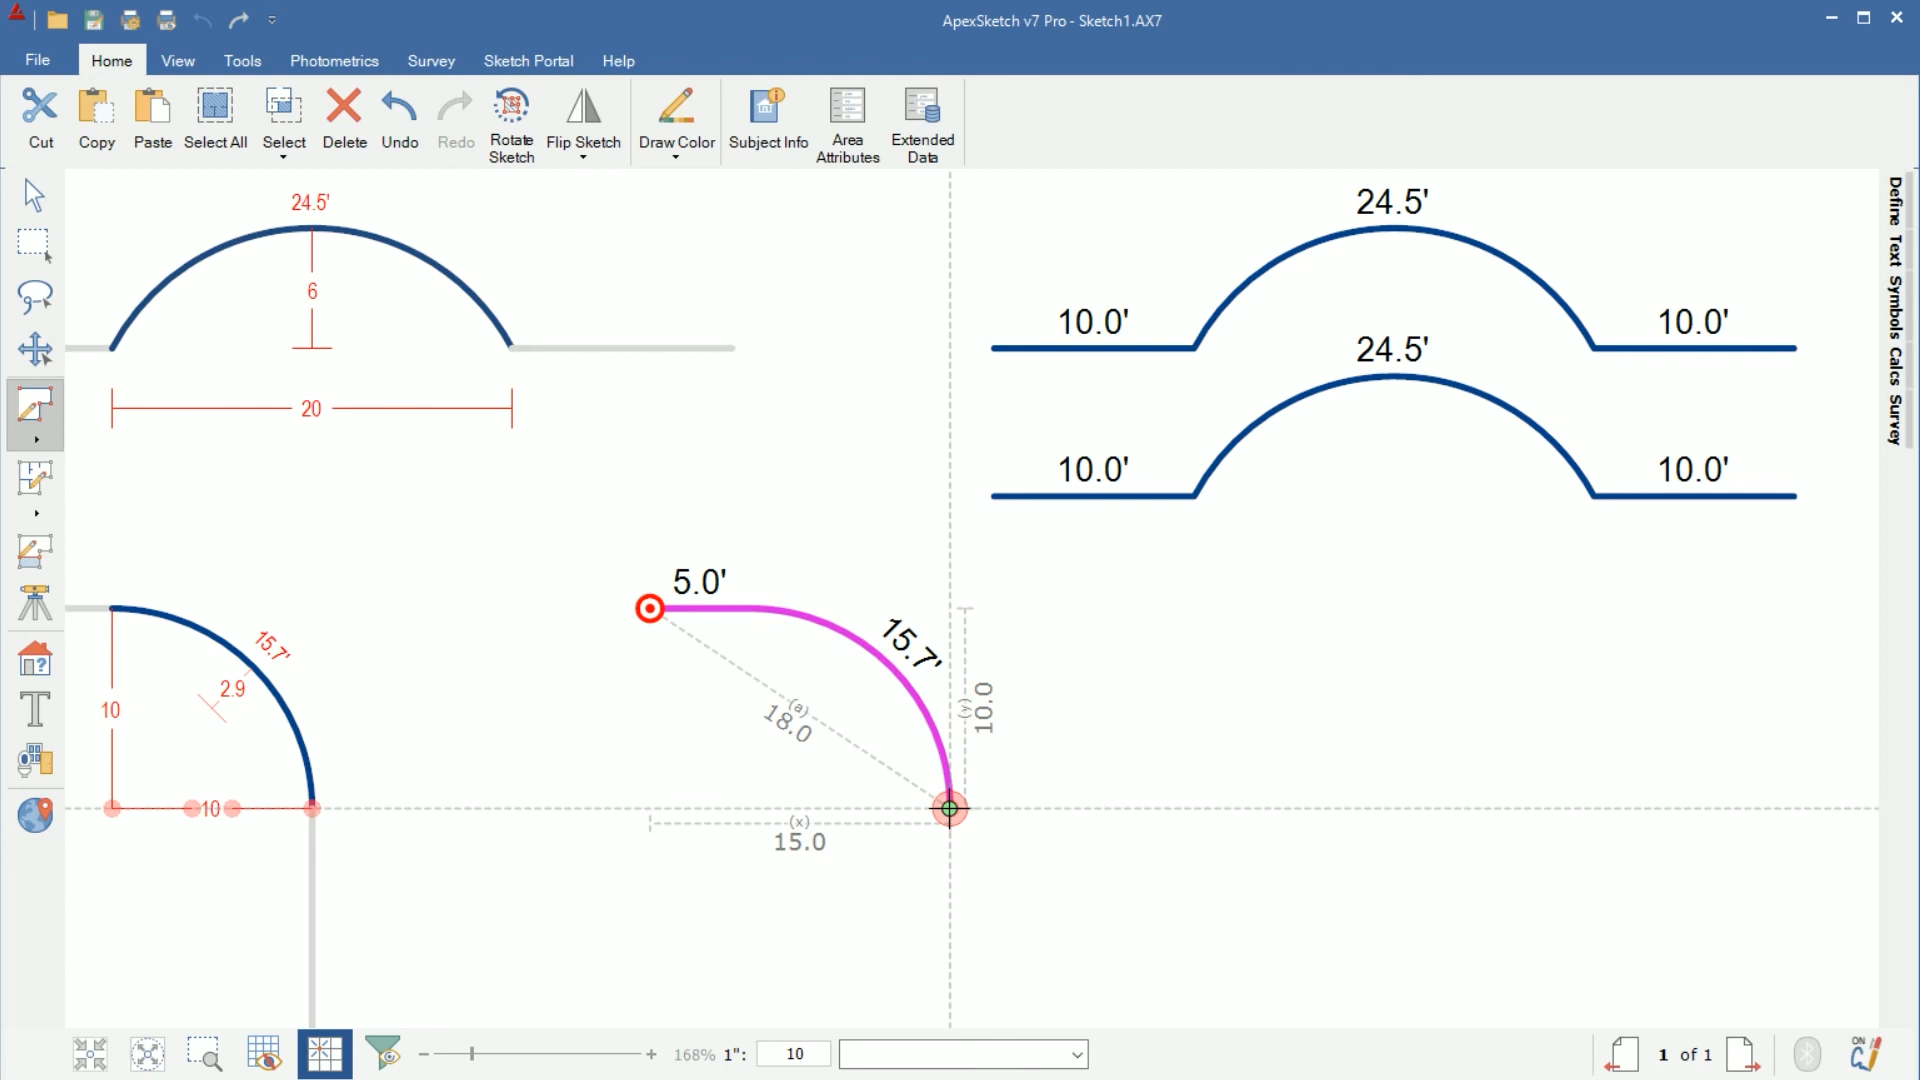 ApexSketch v7 Pro - Sketch1.AX7
File Home View Tools Photometrics Survey Sketch Portal Help
Cut Copy Paste Select All Select Delete Undo Redo Rotate Sketch Flip Sketch Draw Color Subject Info Area Attributes Extended Data
Define Text Symbols Calcs Survey
24.5'
6
20
24.5'
10.0'
10.0'
24.5'
10.0'
10.0'
15.7'
2.9
10
10
5.0'
15.7'
(a)
18.0
(y)
10.0
(x)
15.0
168% 1": 10
1 of 1
ON